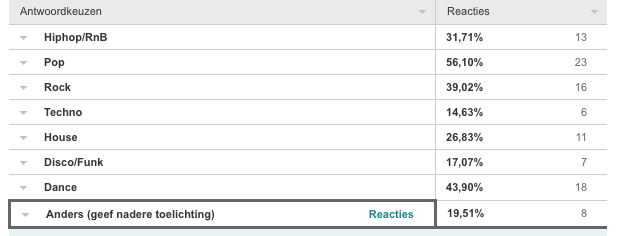 Antwoordkeuzen Reacties
Hiphop/RnB 31,71% 13
Pop 56,10% 23
Rock 39,02% 16
Techno 14,63% 6
House 26,83% 11
Disco/Funk 17,07% 7
Dance 43,90% 18
Anders (geef nadere toelichting) Reacties 19,51% 8